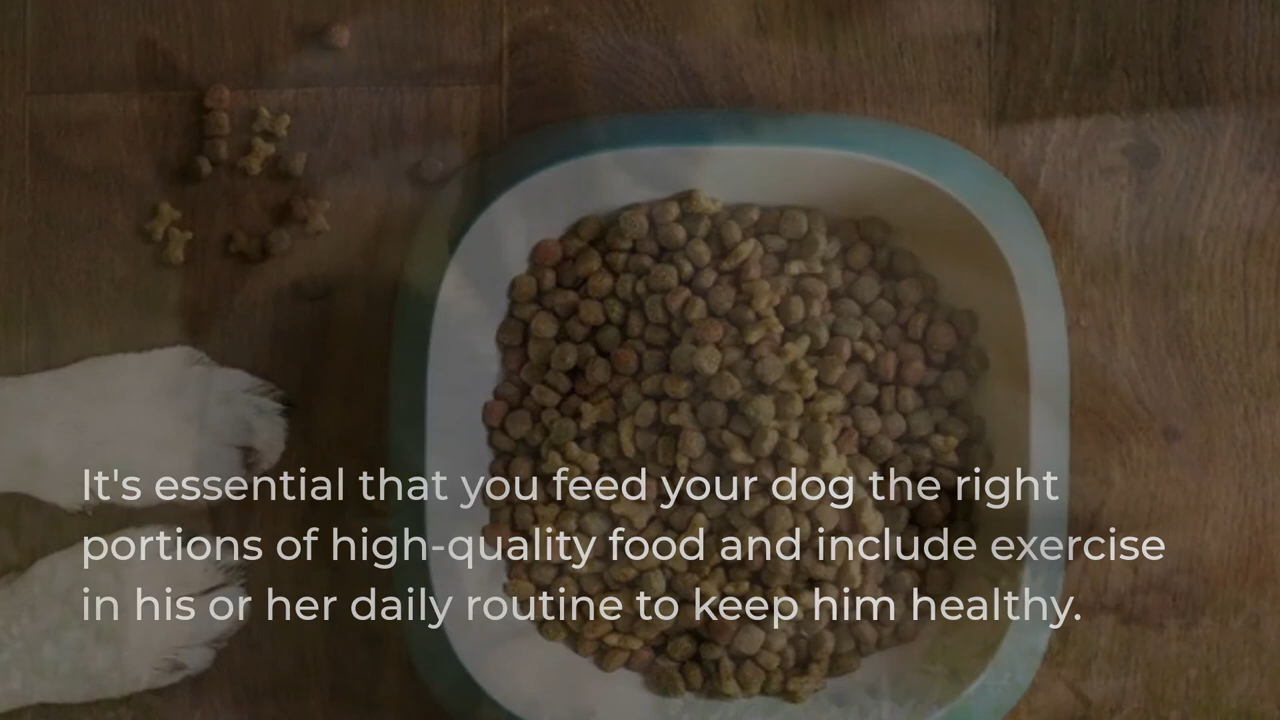 It's essential that you feed your dog the right
portions of high-quality food and include exercise
in his or her daily routine to keep him healthy.